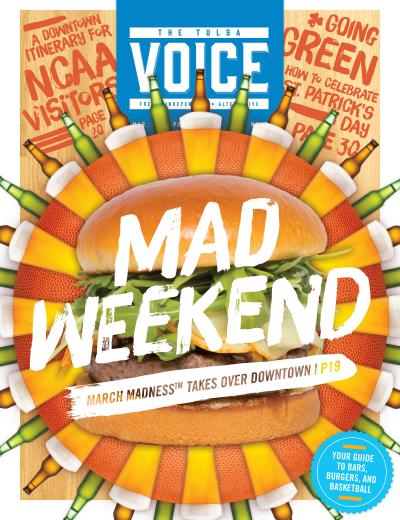 A DOWNTOWN
ITINERARY FOR
NCAA
VISITORS
PAGE
20
THE TULSA
VOICE
FREE • INDEPENDENT • ALTERNATIVE
GOING
GREEN
HOW TO CELEBRATE
ST. PATRICK'S
DAY
PAGE 30
MAD
WEEKEND
MARCH MADNESS™ TAKES OVER DOWNTOWN | P19
YOUR GUIDE
TO BARS,
BURGERS, AND
BASKETBALL